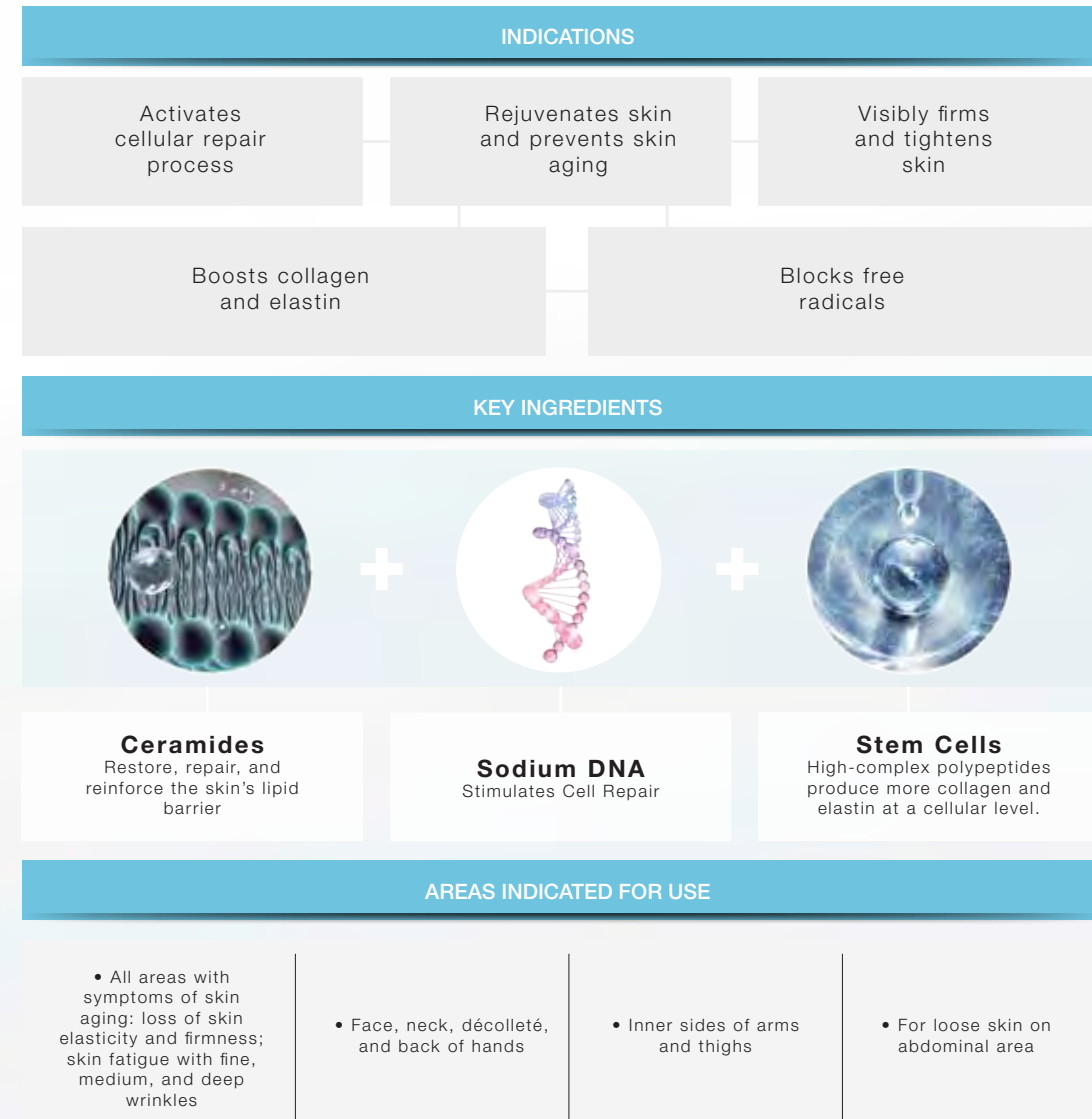 INDICATIONS
Activates
cellular repair
process
Rejuvenates skin
and prevents skin
aging
Visibly firms
and tightens
skin
Boosts collagen
and elastin
Blocks free
radicals
KEY INGREDIENTS
Ceramides
Restore, repair, and
reinforce the skin's lipid
barrier
Sodium DNA
Stimulates Cell Repair
Stem Cells
High-complex polypeptides
produce more collagen and
elastin at a cellular level.
AREAS INDICATED FOR USE
• All areas with
symptoms of skin
aging: loss of skin
elasticity and firmness;
skin fatigue with fine,
medium, and deep
wrinkles
• Face, neck, décolleté,
and back of hands
• Inner sides of arms
and thighs
• For loose skin on
abdominal area